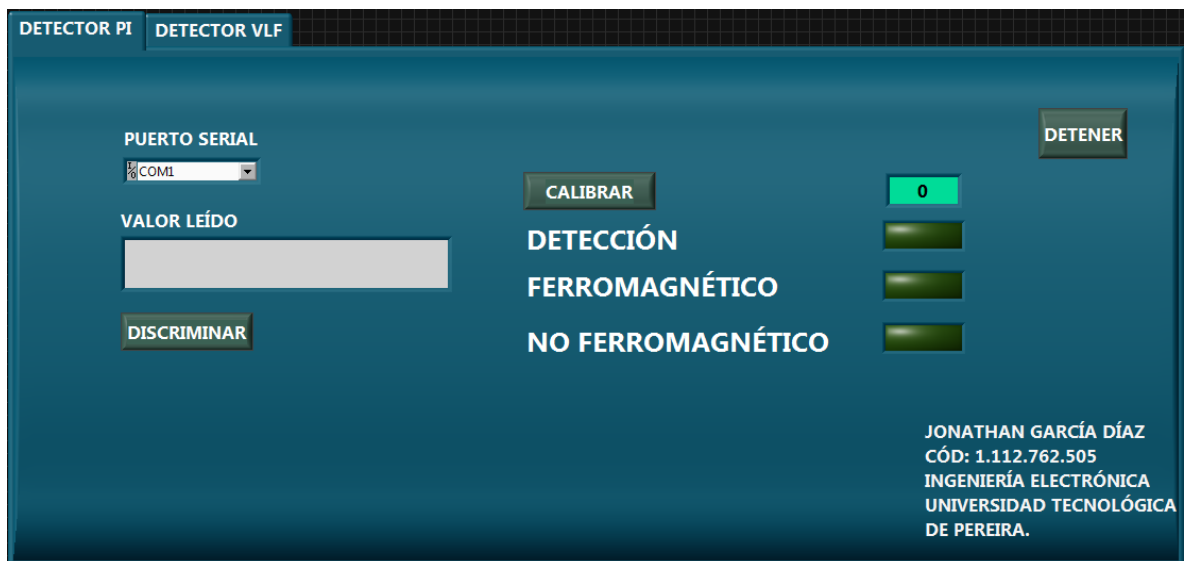 DETECTOR PI
DETECTOR VLF
PUERTO SERIAL
DETENER
I/O COM1
CALIBRAR
0
VALOR LEÍDO
DETECCIÓN
FERROMAGNÉTICO
DISCRIMINAR
NO FERROMAGNÉTICO
JONATHAN GARCÍA DÍAZ
CÓD: 1.112.762.505
INGENIERÍA ELECTRÓNICA
UNIVERSIDAD TECNOLÓGICA
DE PEREIRA.